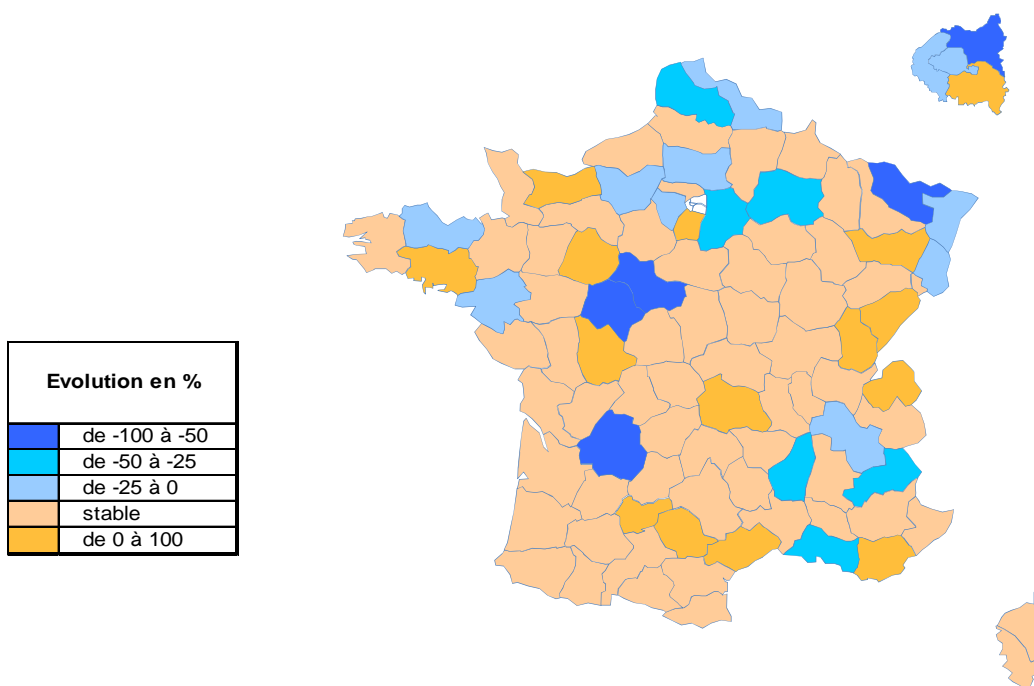 Evolution en %
de -100 à -50
de -50 à -25
de -25 à 0
stable
de 0 à 100